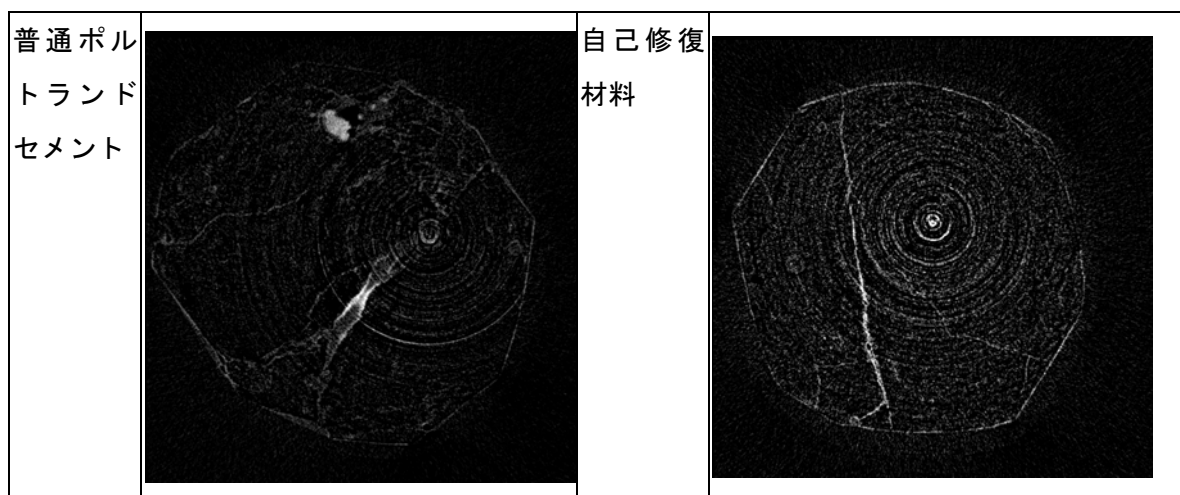 普通ポル
トランド
セメント
自己修復
材料